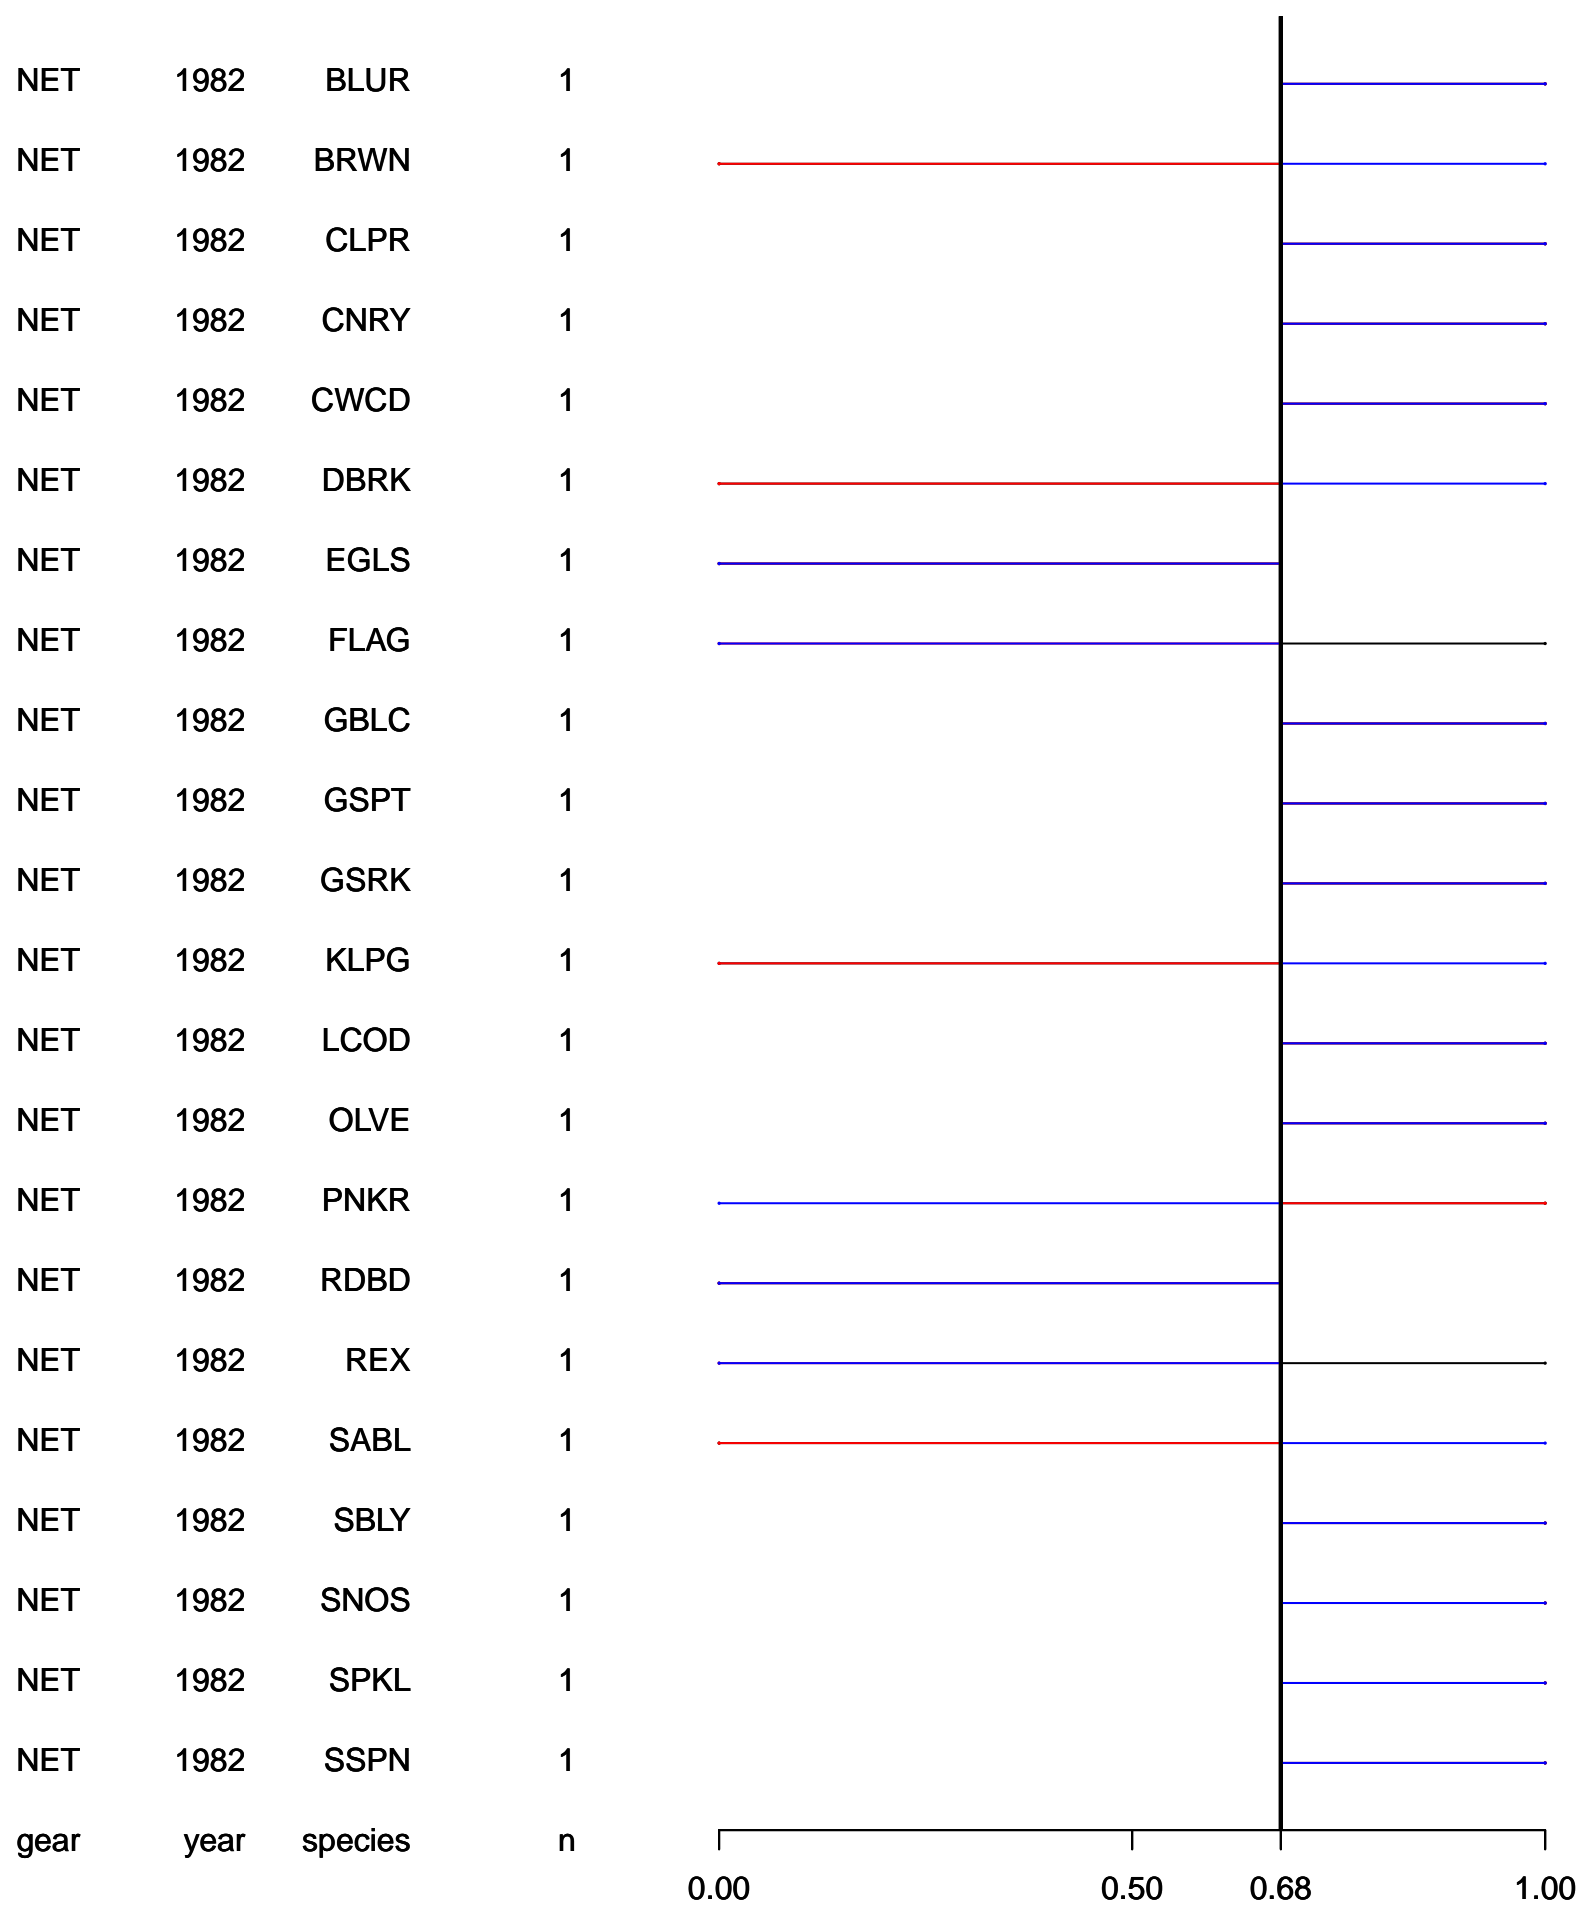 NET 1982 BLUR 1
NET 1982 BRWN 1
NET 1982 CLPR 1
NET 1982 CNRY 1
NET 1982 CWCD 1
NET 1982 DBRK 1
NET 1982 EGLS 1
NET 1982 FLAG 1
NET 1982 GBLC 1
NET 1982 GSPT 1
NET 1982 GSRK 1
NET 1982 KLPG 1
NET 1982 LCOD 1
NET 1982 OLVE 1
NET 1982 PNKR 1
NET 1982 RDBD 1
NET 1982 REX 1
NET 1982 SABL 1
NET 1982 SBLY 1
NET 1982 SNOS 1
NET 1982 SPKL 1
NET 1982 SSPN 1
gear year species n
0.00 0.50 0.68 1.00